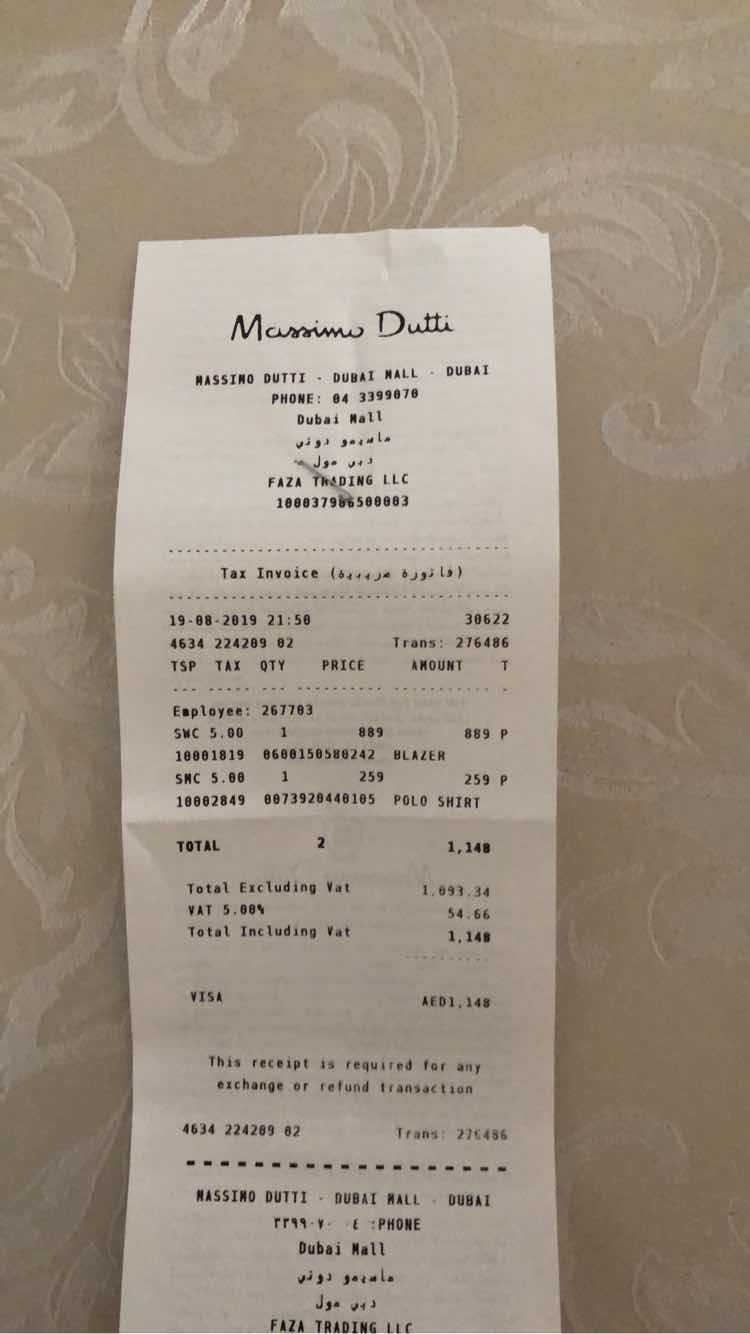 Massimo Dutti
MASSIMO DUTTI - DUBAI MALL - DUBAI
PHONE: 04 3399070
Dubai Mall
ماسيمو دوتي
دبي مول
FAZA TRADING LLC
100037986500003
Tax Invoice (فاتورة ضريبية)
19-08-2019 21:50 30622
4634 224209 02 Trans: 276486
TSP TAX QTY PRICE AMOUNT T
Employee: 267703
SWC 5.00 1 889 889 P
10001819 0600150580242 BLAZER
SMC 5.00 1 259 259 P
10002849 0073920440105 POLO SHIRT
TOTAL 2 1,148
Total Excluding Vat 1,093.34
VAT 5.00% 54.66
Total Including Vat 1,148
VISA AED1,148
This receipt is required for any
exchange or refund transaction
4634 224209 02 Trans: 276486
MASSIMO DUTTI - DUBAI MALL - DUBAI
٣٣٩٩٠٧٠ ٠٤ :PHONE
Dubai Mall
ماسيمو دوتي
دبي مول
FAZA TRADING LLC